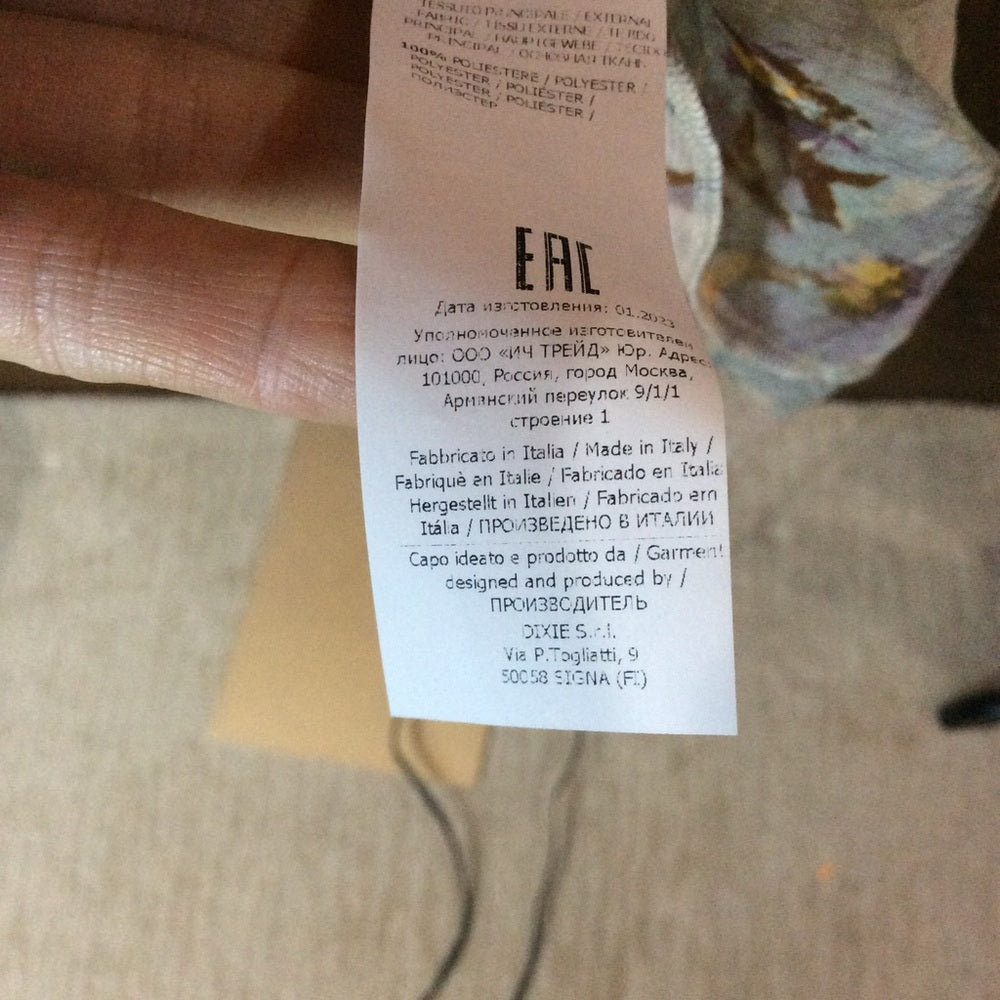 TESSUTO PRINCIPALE / EXTERNAL
FABRIC / TISSU EXTERNE / TEJIDO
PRINCIPAL / HAUPTGEWEBE / TECIDO
PRINCIPAL / ОСНОВНАЯ ТКАНЬ
100% POLIESTERE / POLYESTER /
POLYESTER / POLIÉSTER /
POLYESTER / POLIÉSTER /
ПОЛИЭСТЕР
EAC
Дата изготовления: 01.2023
Уполномоченное изготовителем
лицо: ООО «ИЧ ТРЕЙД» Юр. Адрес:
101000, Россия, город Москва,
Армянский переулок 9/1/1
строение 1
Fabbricato in Italia / Made in Italy /
Fabriquè en Italie / Fabricado en Italia
Hergestellt in Italien / Fabricado em
Itália / ПРОИЗВЕДЕНО В ИТАЛИИ
Capo ideato e prodotto da / Garment
designed and produced by /
ПРОИЗВОДИТЕЛЬ
DIXIE S.r.l.
Via P.Togliatti, 9
50058 SIGNA (FI)